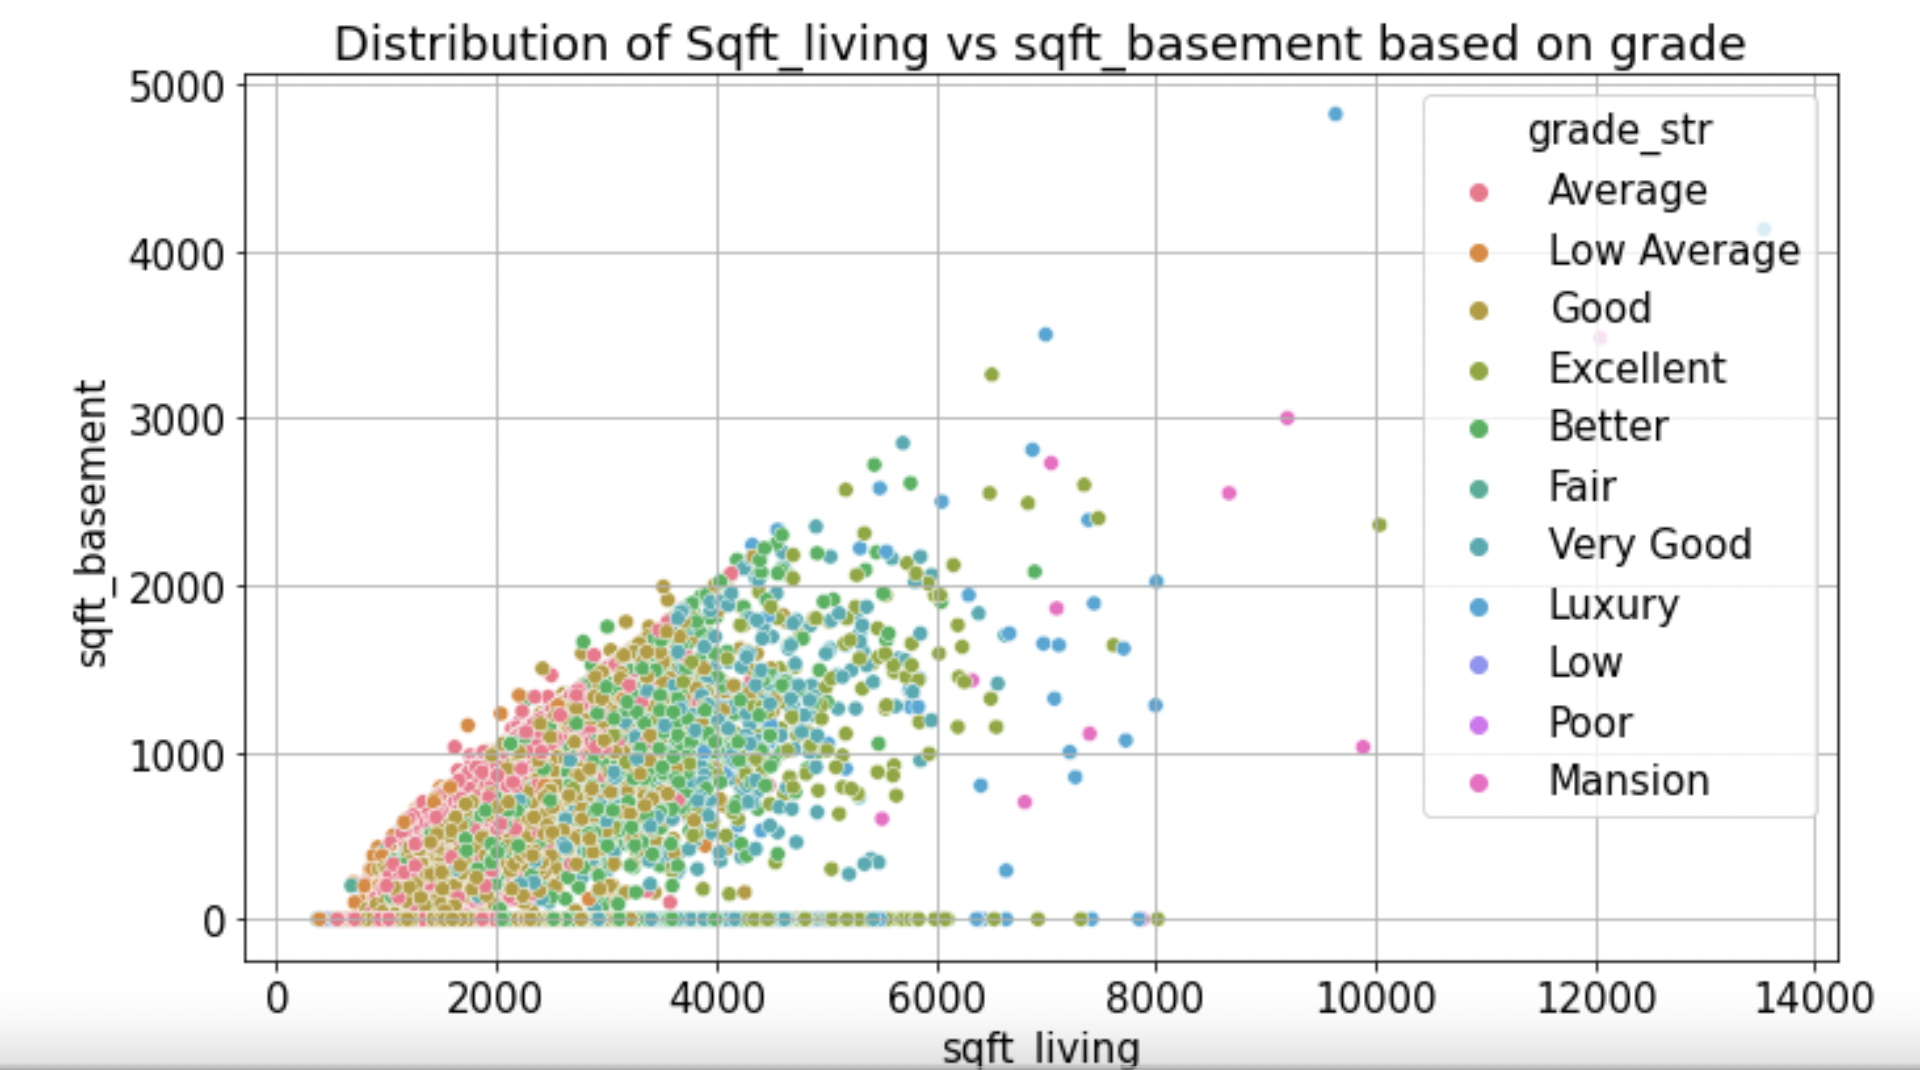 Distribution of Sqft_living vs sqft_basement based on grade
5000
4000
3000
2000
1000
0
sqft_basement
grade_str
Average
Low Average
Good
Excellent
Better
Fair
Very Good
Luxury
Low
Poor
Mansion
0 2000 4000 6000 8000 10000 12000 14000
sqft_living